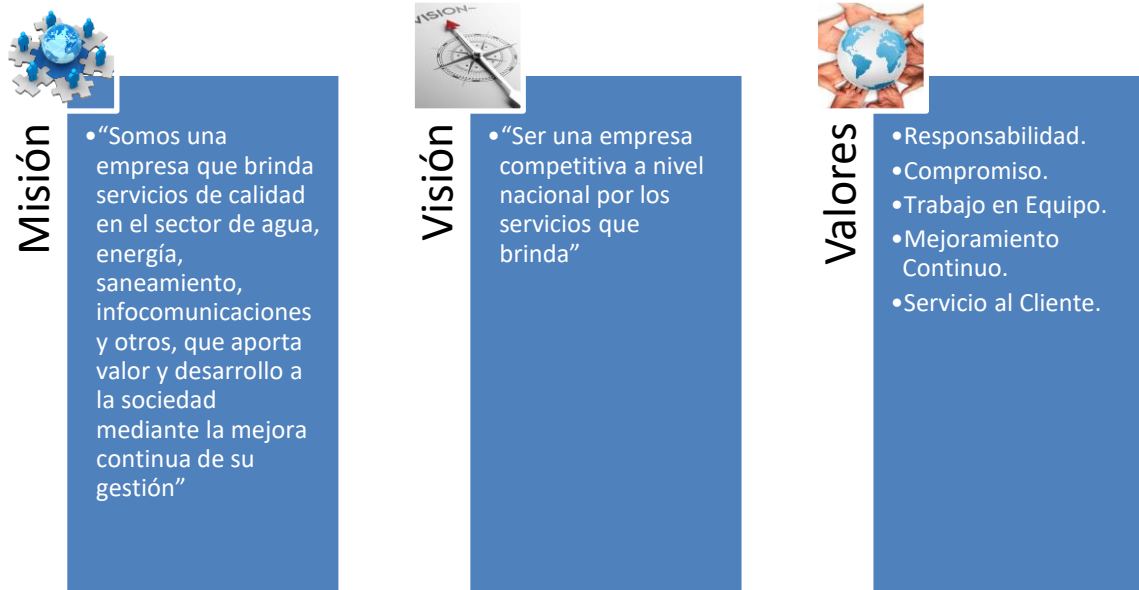 Misión
•“Somos una
empresa que brinda
servicios de calidad
en el sector de agua,
energía,
saneamiento,
infocomunicaciones
y otros, que aporta
valor y desarrollo a
la sociedad
mediante la mejora
continua de su
gestión”
VISION
Visión
•“Ser una empresa
competitiva a nivel
nacional por los
servicios que
brinda”
Valores
•Responsabilidad.
•Compromiso.
•Trabajo en Equipo.
•Mejoramiento
Continuo.
•Servicio al Cliente.